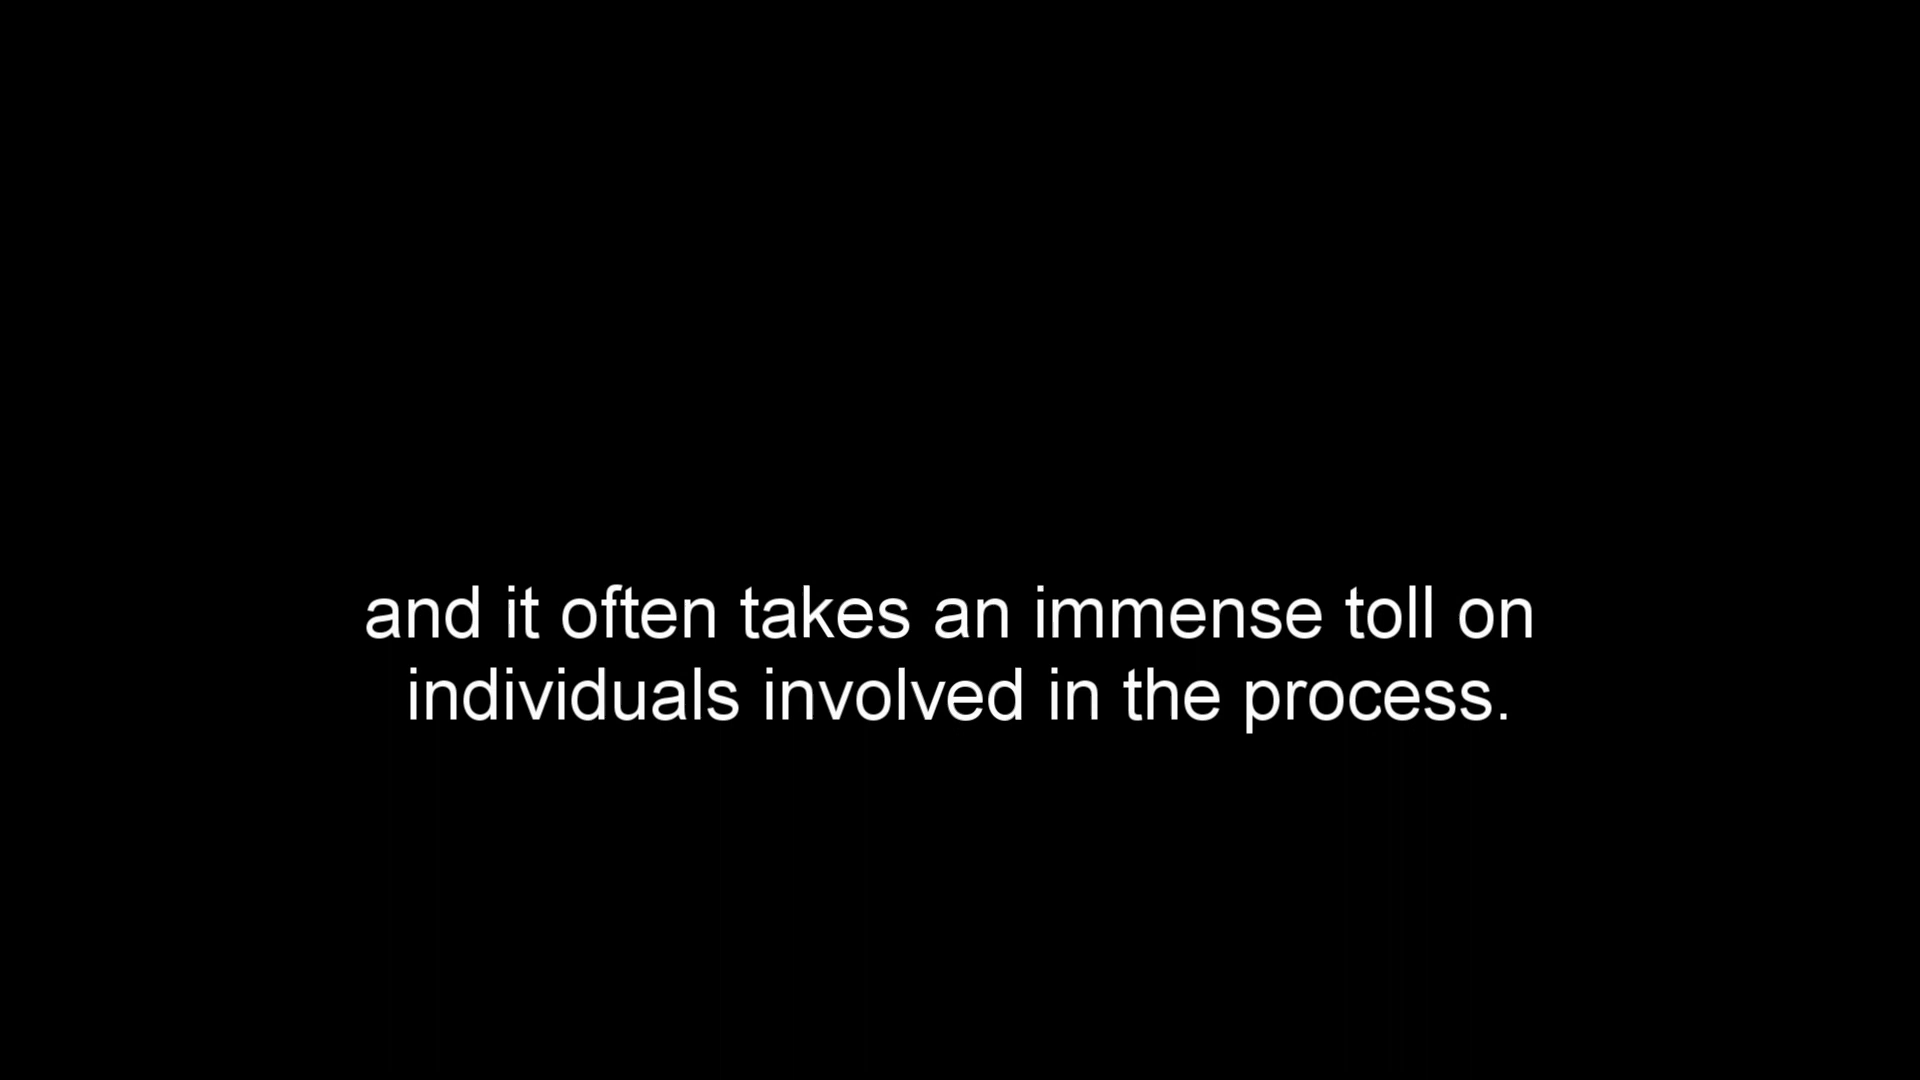 and it often takes an immense toll on
individuals involved in the process.